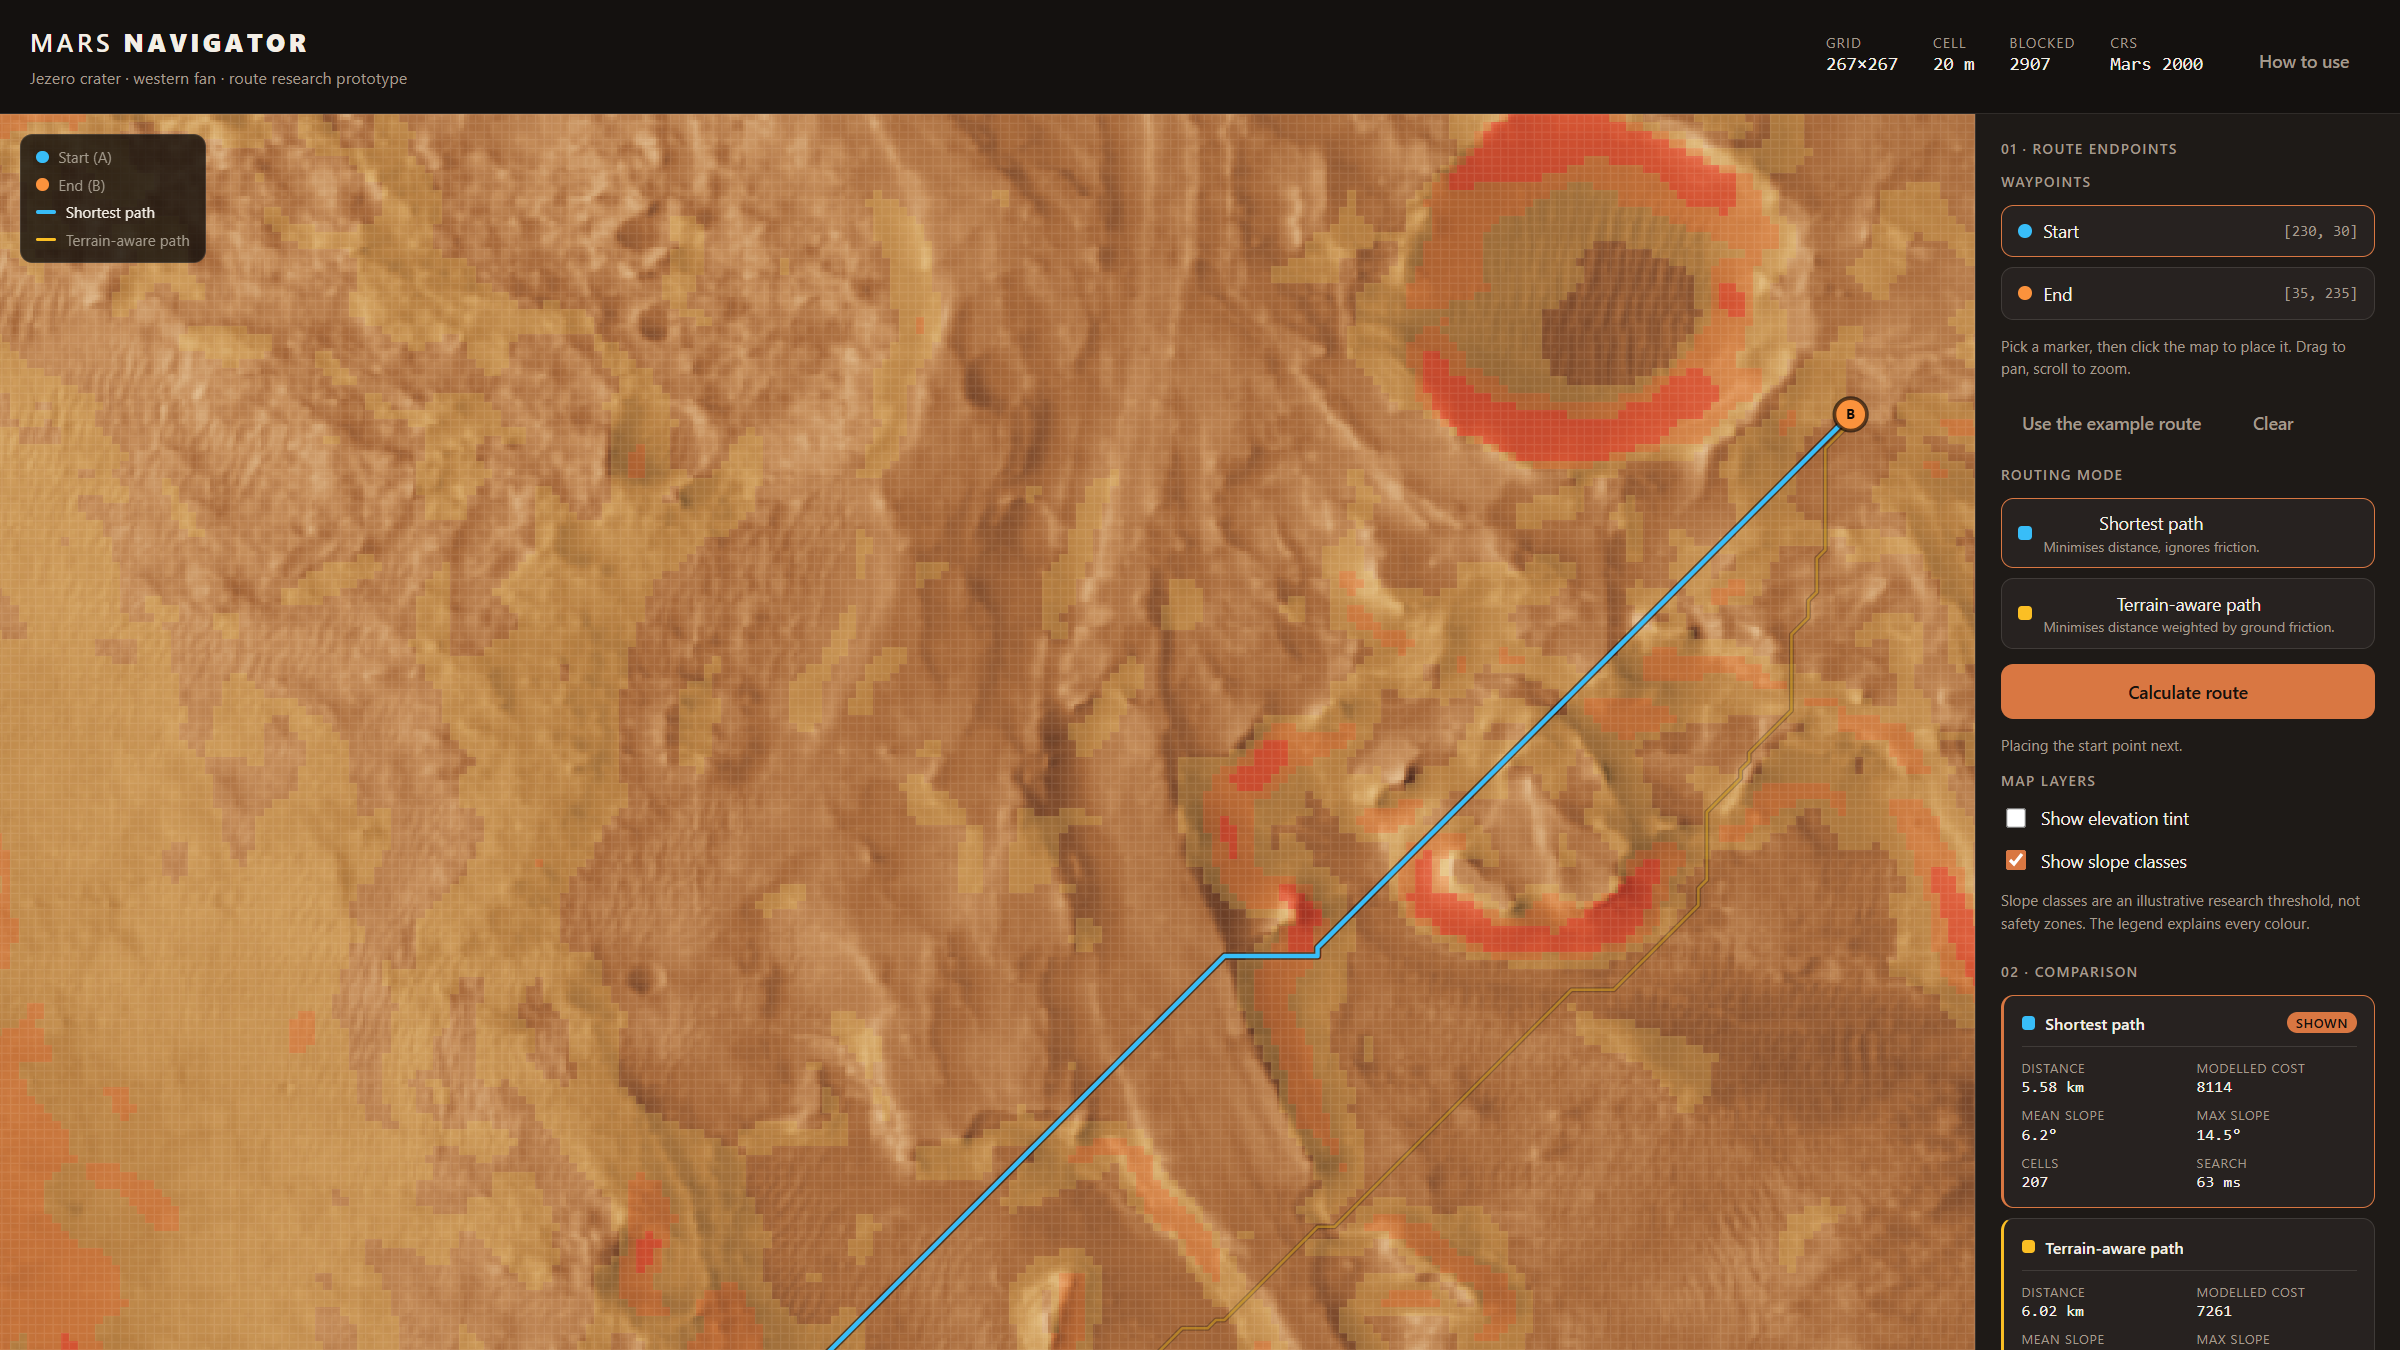 MARS NAVIGATOR
Jezero crater · western fan · route research prototype
GRID
267×267
CELL
20 m
BLOCKED
2907
CRS
Mars 2000
How to use
Start (A)
End (B)
Shortest path
Terrain-aware path
B
01 · ROUTE ENDPOINTS
WAYPOINTS
Start [230, 30]
End [35, 235]
Pick a marker, then click the map to place it. Drag to
pan, scroll to zoom.
Use the example route Clear
ROUTING MODE
Shortest path
Minimises distance, ignores friction.
Terrain-aware path
Minimises distance weighted by ground friction.
Calculate route
Placing the start point next.
MAP LAYERS
Show elevation tint
Show slope classes
Slope classes are an illustrative research threshold, not
safety zones. The legend explains every colour.
02 · COMPARISON
Shortest path SHOWN
DISTANCE MODELLED COST
5.58 km 8114
MEAN SLOPE MAX SLOPE
6.2° 14.5°
CELLS SEARCH
207 63 ms
Terrain-aware path
DISTANCE MODELLED COST
6.02 km 7261
MEAN SLOPE MAX SLOPE